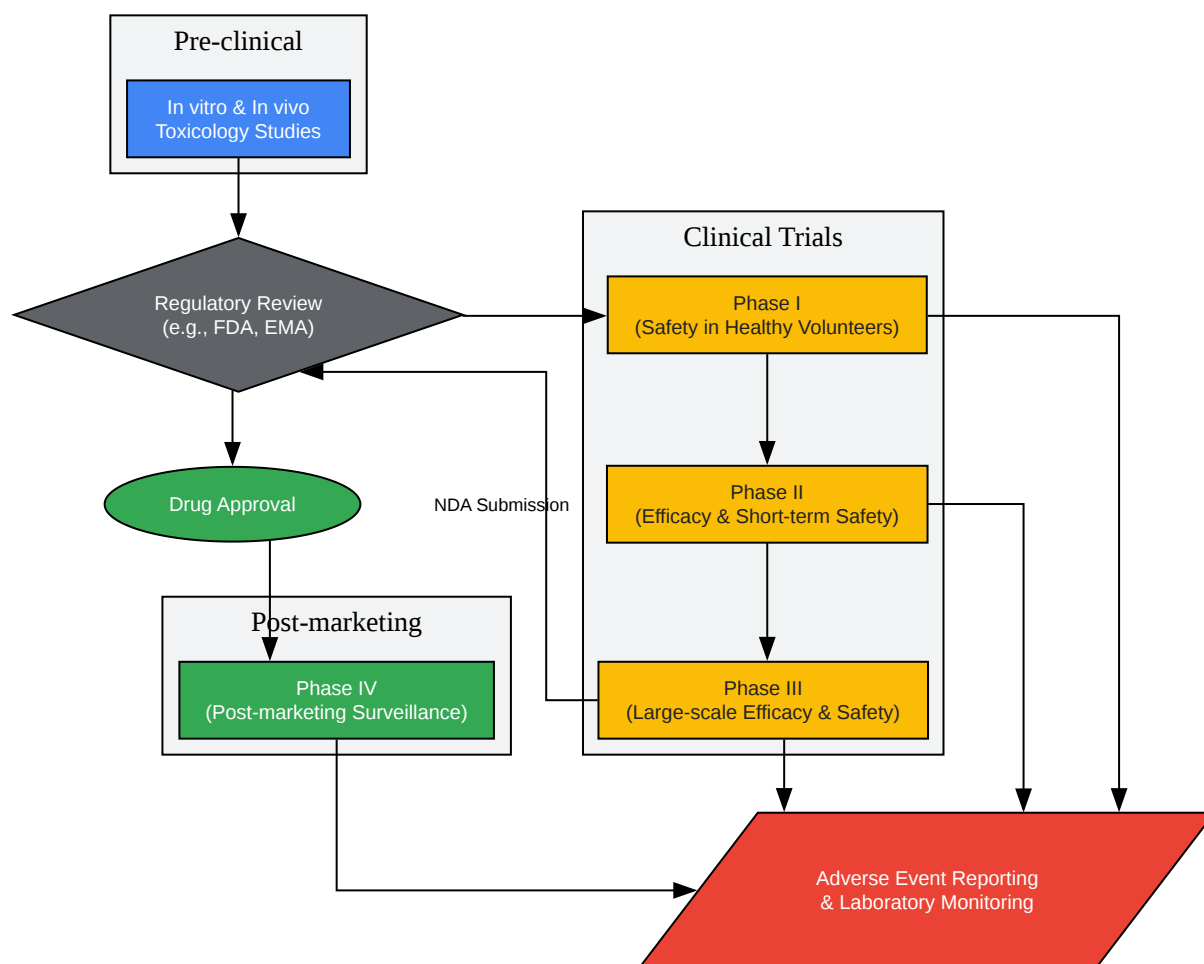 Pre-clinical
In vitro & In vivo
Toxicology Studies
Regulatory Review
(e.g., FDA, EMA)
Drug Approval
NDA Submission
Post-marketing
Phase IV
(Post-marketing Surveillance)
Clinical Trials
Phase I
(Safety in Healthy Volunteers)
Phase II
(Efficacy & Short-term Safety)
Phase III
(Large-scale Efficacy & Safety)
Adverse Event Reporting
& Laboratory Monitoring